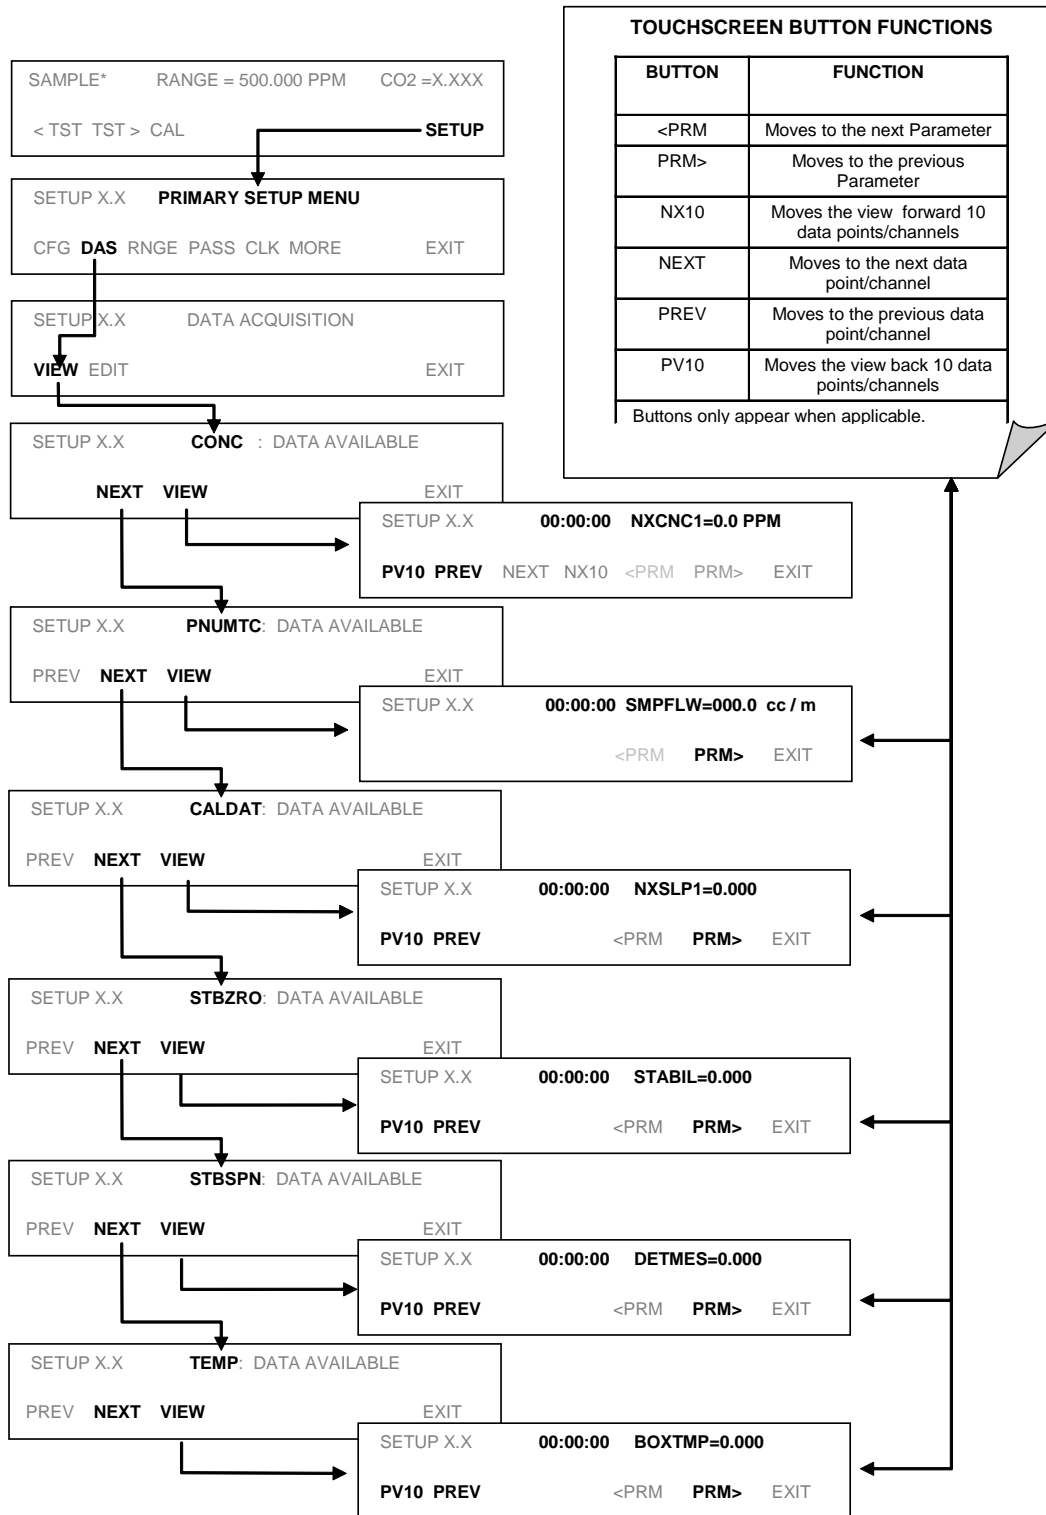 TOUCHSCREEN BUTTON FUNCTIONS
BUTTON FUNCTION
<PRM Moves to the next Parameter
PRM> Moves to the previous
Parameter
NX10 Moves the view forward 10
data points/channels
NEXT Moves to the next data
point/channel
PREV Moves to the previous data
point/channel
PV10 Moves the view back 10 data
points/channels
Buttons only appear when applicable.
SAMPLE* RANGE = 500.000 PPM CO2 =X.XXX
< TST TST > CAL SETUP
SETUP X.X PRIMARY SETUP MENU
CFG DAS RNGE PASS CLK MORE EXIT
SETUP X.X DATA ACQUISITION
VIEW EDIT EXIT
SETUP X.X CONC : DATA AVAILABLE
NEXT VIEW EXIT
SETUP X.X 00:00:00 NXCNC1=0.0 PPM
PV10 PREV NEXT NX10 <PRM PRM> EXIT
SETUP X.X PNUMTC: DATA AVAILABLE
PREV NEXT VIEW EXIT
SETUP X.X 00:00:00 SMPFLW=000.0 cc / m
<PRM PRM> EXIT
SETUP X.X CALDAT: DATA AVAILABLE
PREV NEXT VIEW EXIT
SETUP X.X 00:00:00 NXSLP1=0.000
PV10 PREV <PRM PRM> EXIT
SETUP X.X STBZRO: DATA AVAILABLE
PREV NEXT VIEW EXIT
SETUP X.X 00:00:00 STABIL=0.000
PV10 PREV <PRM PRM> EXIT
SETUP X.X STBSPN: DATA AVAILABLE
PREV NEXT VIEW EXIT
SETUP X.X 00:00:00 DETMES=0.000
PV10 PREV <PRM PRM> EXIT
SETUP X.X TEMP: DATA AVAILABLE
PREV NEXT VIEW EXIT
SETUP X.X 00:00:00 BOXTMP=0.000
PV10 PREV <PRM PRM> EXIT